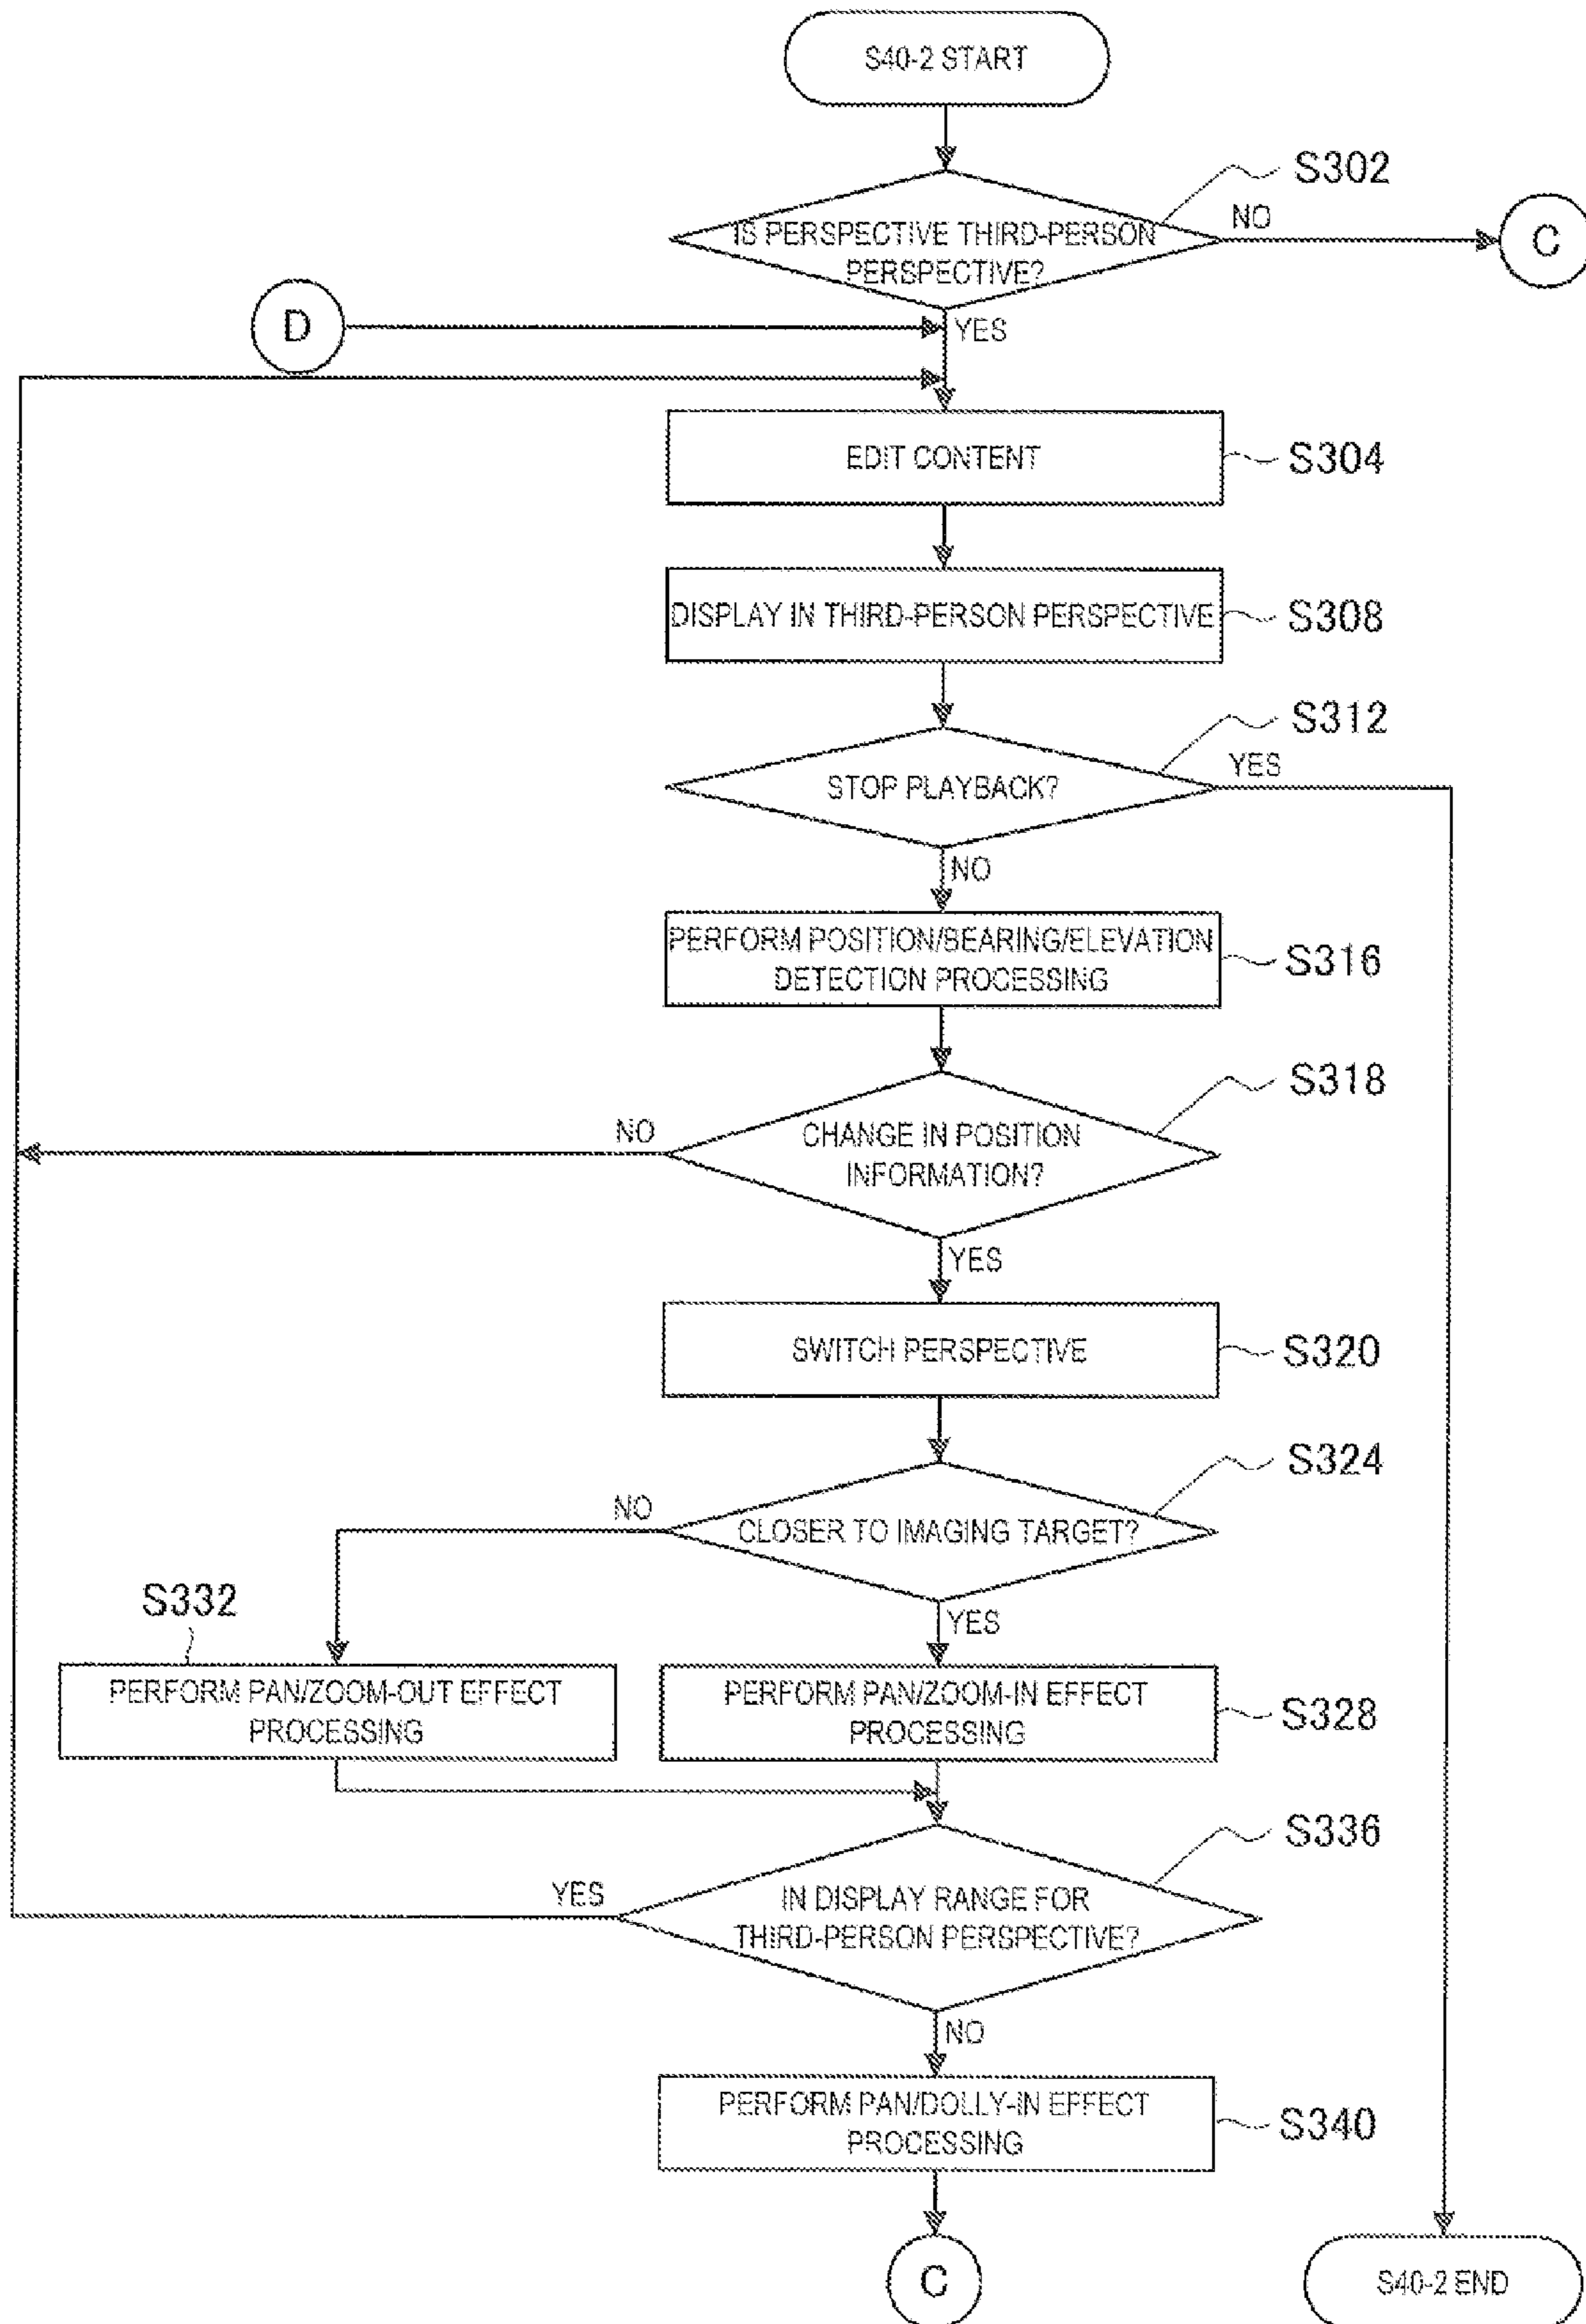 S40-2 START
S302
IS PERSPECTIVE THIRD-PERSON
PERSPECTIVE?
NO
C
D
YES
EDIT CONTENT
S304
DISPLAY IN THIRD-PERSON PERSPECTIVE
S308
S312
STOP PLAYBACK?
YES
NO
PERFORM POSITION/BEARING/ELEVATION
DETECTION PROCESSING
S316
S318
NO
CHANGE IN POSITION
INFORMATION?
YES
SWITCH PERSPECTIVE
S320
S324
NO
CLOSER TO IMAGING TARGET?
YES
S332
PERFORM PAN/ZOOM-OUT EFFECT
PROCESSING
PERFORM PAN/ZOOM-IN EFFECT
PROCESSING
S328
S336
YES
IN DISPLAY RANGE FOR
THIRD-PERSON PERSPECTIVE?
NO
PERFORM PAN/DOLLY-IN EFFECT
PROCESSING
S340
C
S40-2 END